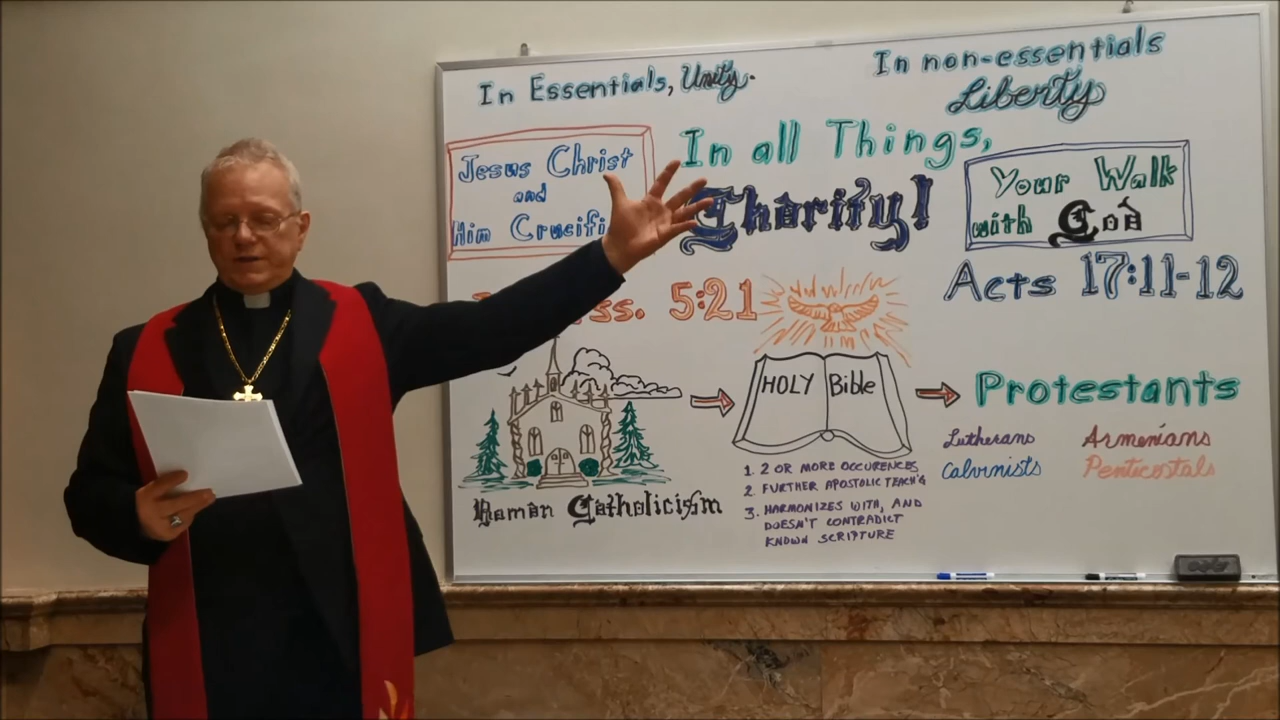 In Essentials, Unity.
In non-essentials
Liberty
In all Things,
Charity!
Jesus Christ
and
Him Crucifi
Your Walk
with God
ss. 5:21
Acts 17:11-12
HOLY Bible
Protestants
Lutherans
Armenians
Calvinists
Pentecostals
1. 2 OR MORE OCCURENCES
2. FURTHER APOSTOLIC TEACH'G
3. HARMONIZES WITH, AND
DOESN'T CONTRADICT
KNOWN SCRIPTURE
Roman Catholicism